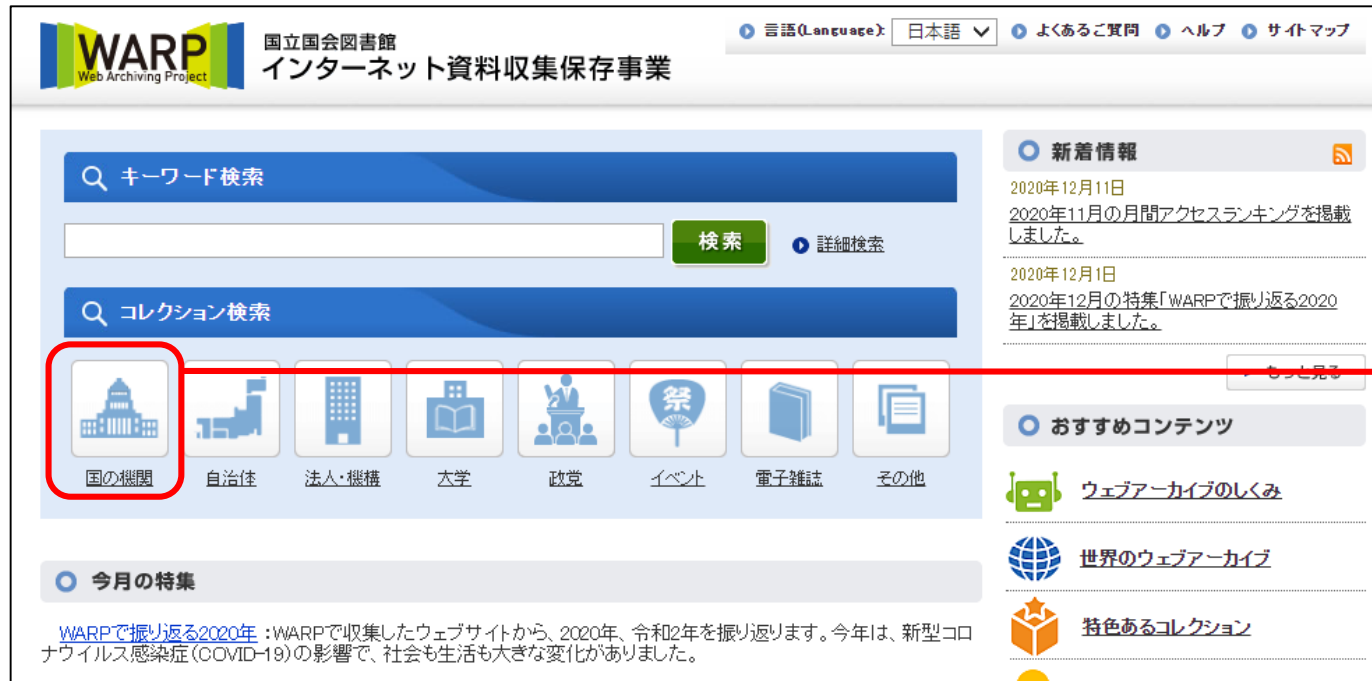 WARP
Web Archiving Project
国立国会図書館
インターネット資料収集保存事業
言語(Language): 日本語 よくあるご質問 ヘルプ サイトマップ
キーワード検索
検索 詳細検索
コレクション検索
祭
国の機関 自治体 法人・機構 大学 政党 イベント 電子雑誌 その他
今月の特集
WARPで振り返る2020年:WARPで収集したウェブサイトから、2020年、令和2年を振り返ります。今年は、新型コロ
ナウイルス感染症(COVID-19)の影響で、社会も生活も大きな変化がありました。
新着情報
2020年12月11日
2020年11月の月間アクセスランキングを掲載
しました。
2020年12月1日
2020年12月の特集「WARPで振り返る2020
年」を掲載しました。
もっと見る
おすすめコンテンツ
ウェブアーカイブのしくみ
世界のウェブアーカイブ
特色あるコレクション